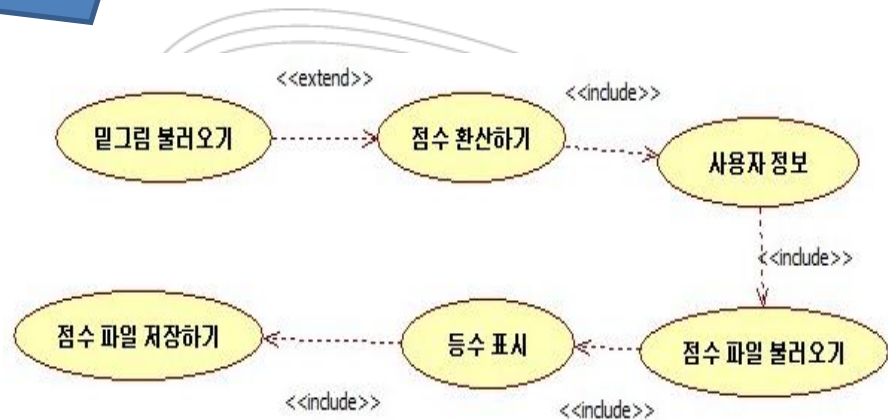 <<extend>>
<<include>>
밑그림 불러오기
점수 환산하기
사용자 정보
<<include>>
점수 파일 저장하기
등수 표시
점수 파일 불러오기
<<include>>
<<include>>